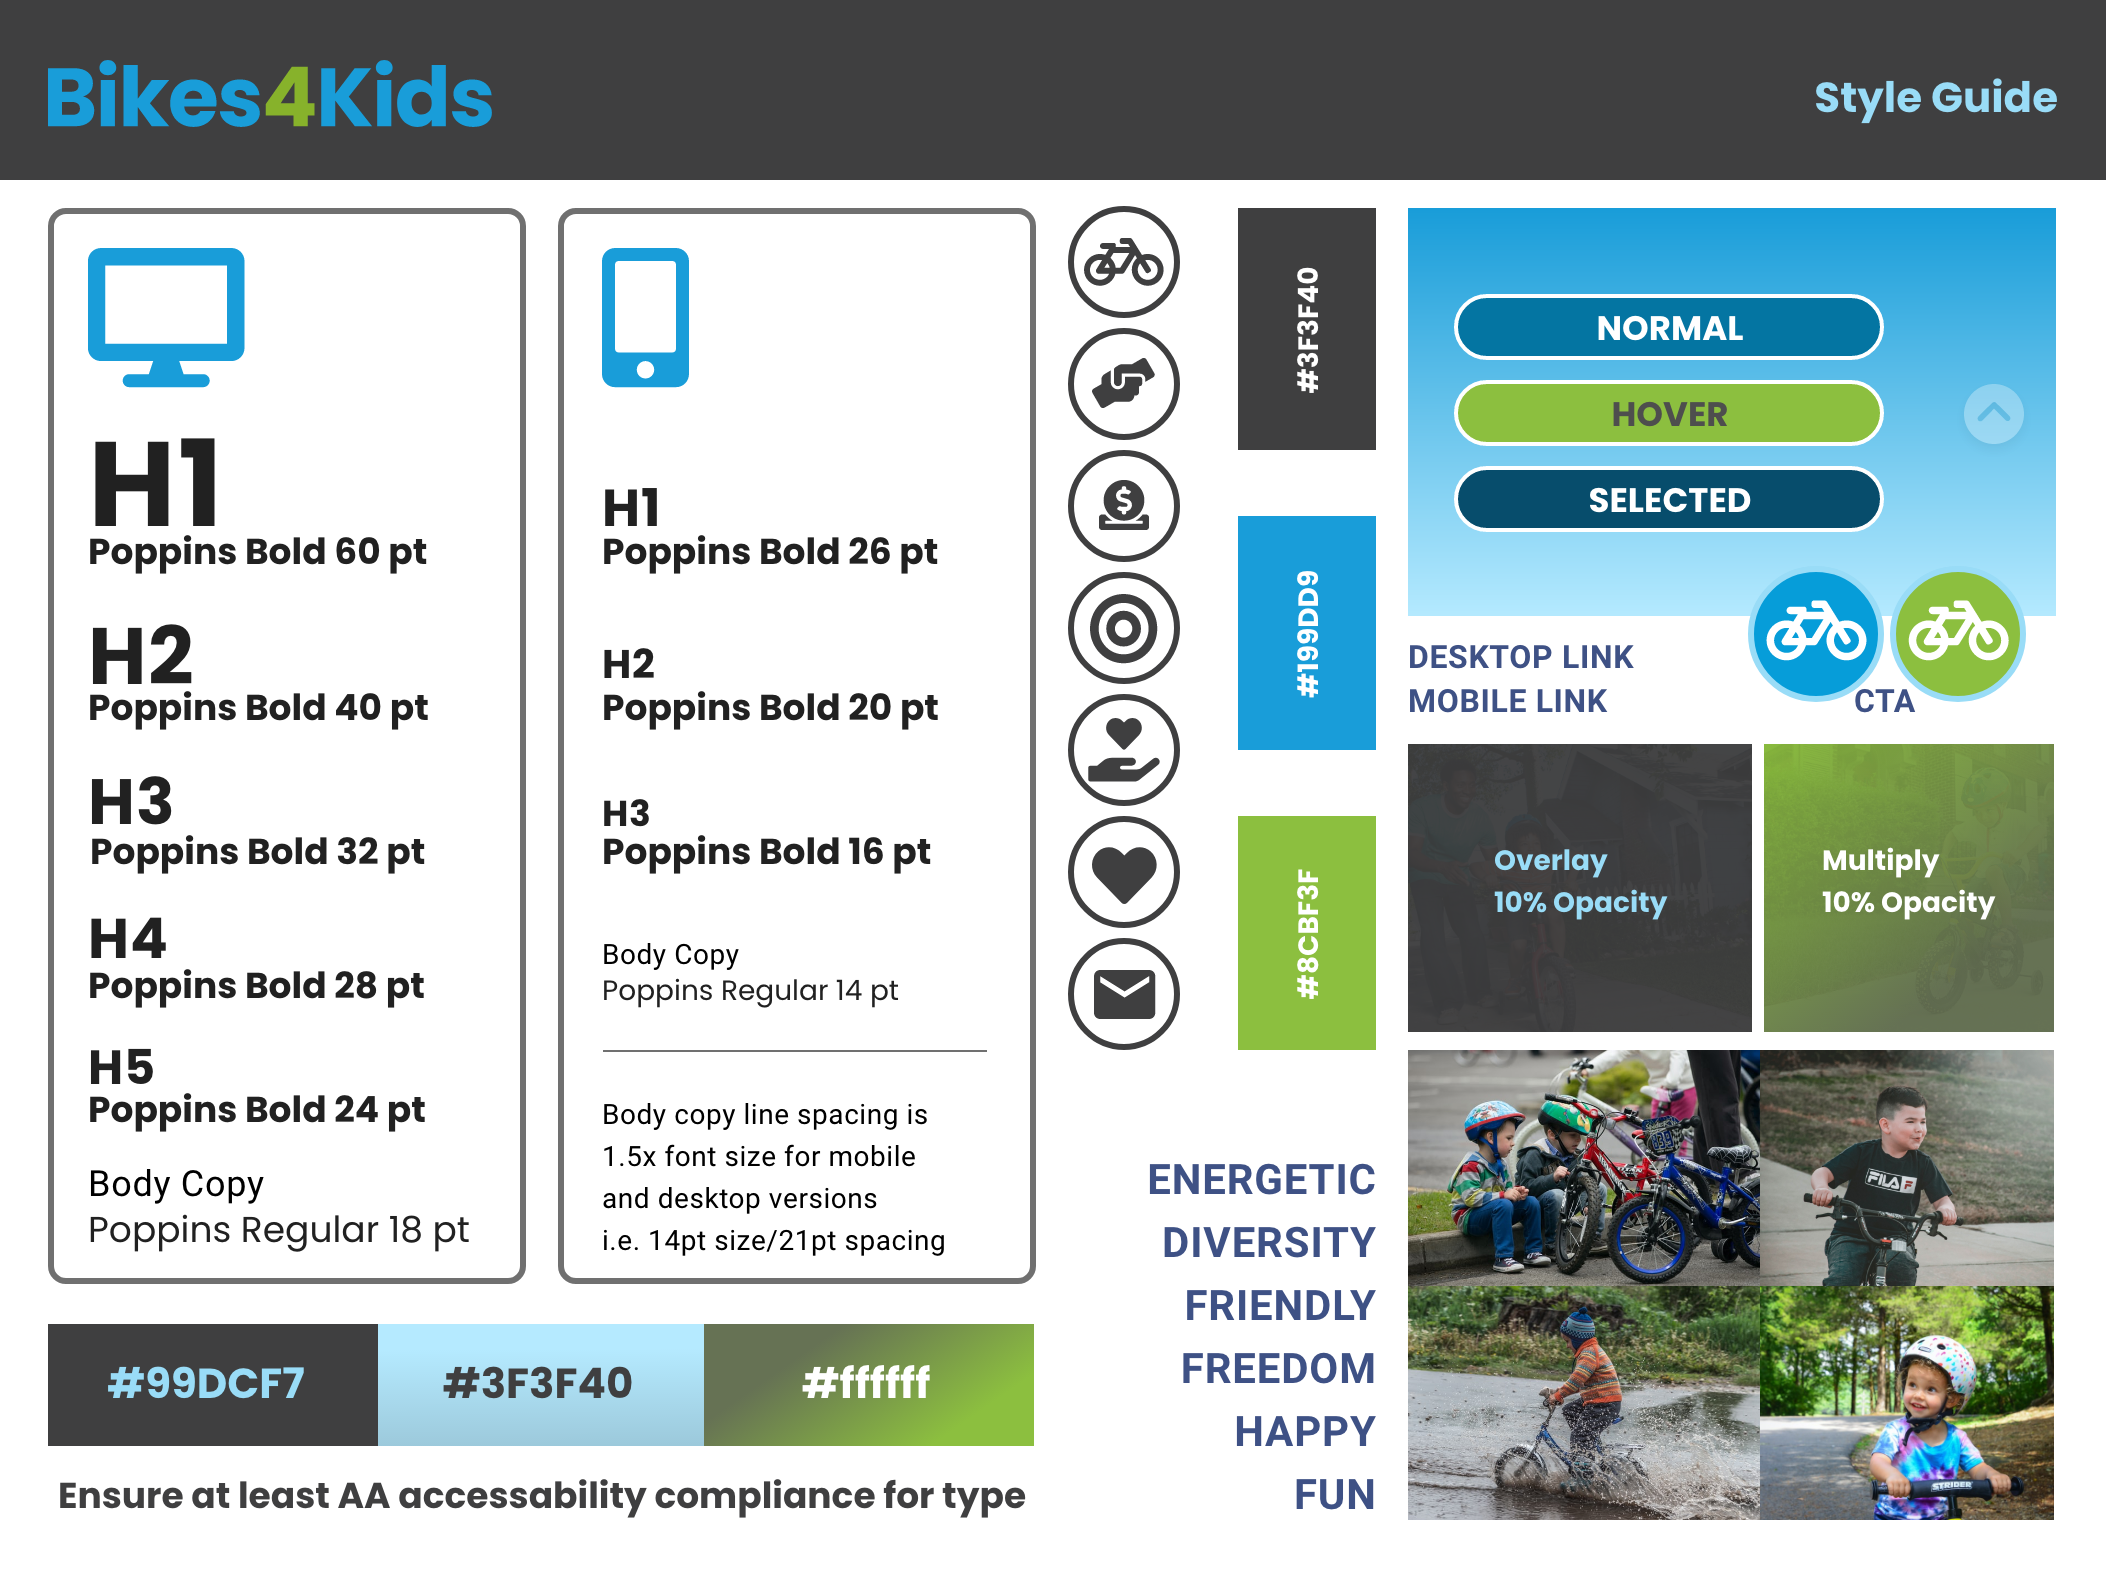 Bikes4Kids
Style Guide
H1
Poppins Bold 60 pt
H2
Poppins Bold 40 pt
H3
Poppins Bold 32 pt
H4
Poppins Bold 28 pt
H5
Poppins Bold 24 pt
Body Copy
Poppins Regular 18 pt
H1
Poppins Bold 26 pt
H2
Poppins Bold 20 pt
H3
Poppins Bold 16 pt
Body Copy
Poppins Regular 14 pt
Body copy line spacing is
1.5x font size for mobile
and desktop versions
i.e. 14pt size/21pt spacing
$
#3F3F40
#199DD9
#8CBF3F
NORMAL
HOVER
SELECTED
DESKTOP LINK
MOBILE LINK
CTA
Overlay
10% Opacity
Multiply
10% Opacity
ENERGETIC
DIVERSITY
FRIENDLY
FREEDOM
HAPPY
FUN
FILA
STRIDER
#99DCF7
#3F3F40
#ffffff
Ensure at least AA accessability compliance for type